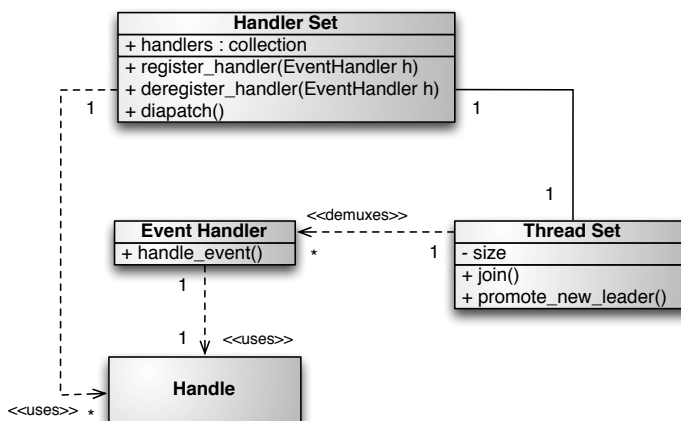 Handler Set
+ handlers : collection
+ register_handler(EventHandler h)
+ deregister_handler(EventHandler h)
+ diapatch()
1
1
1
<<demuxes>>
Event Handler
+ handle_event()
*
1
Thread Set
- size
+ join()
+ promote_new_leader()
1
1
<<uses>>
Handle
<<uses>>
*